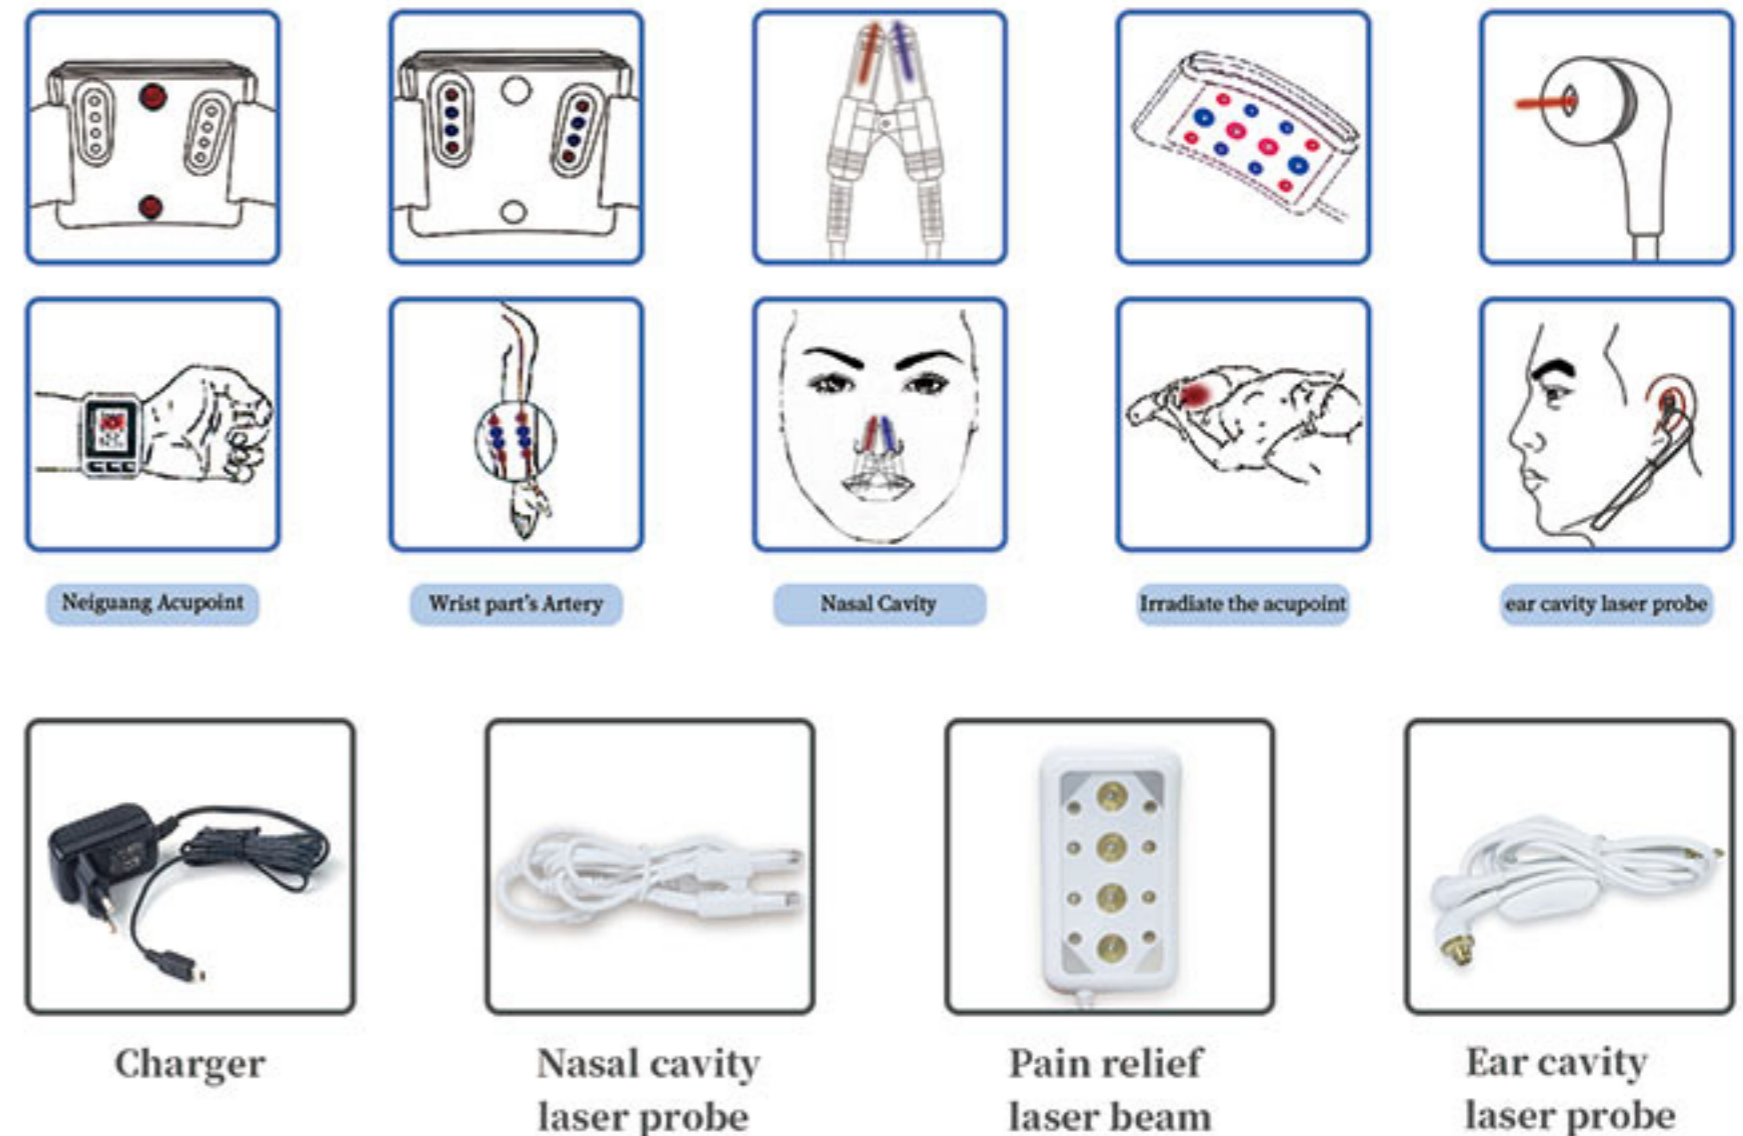 Neiguang Acupoint
Wrist part's Artery
Nasal Cavity
Irradiate the acupoint
ear cavity laser probe
Charger
Nasal cavity
laser probe
Pain relief
laser beam
Ear cavity
laser probe